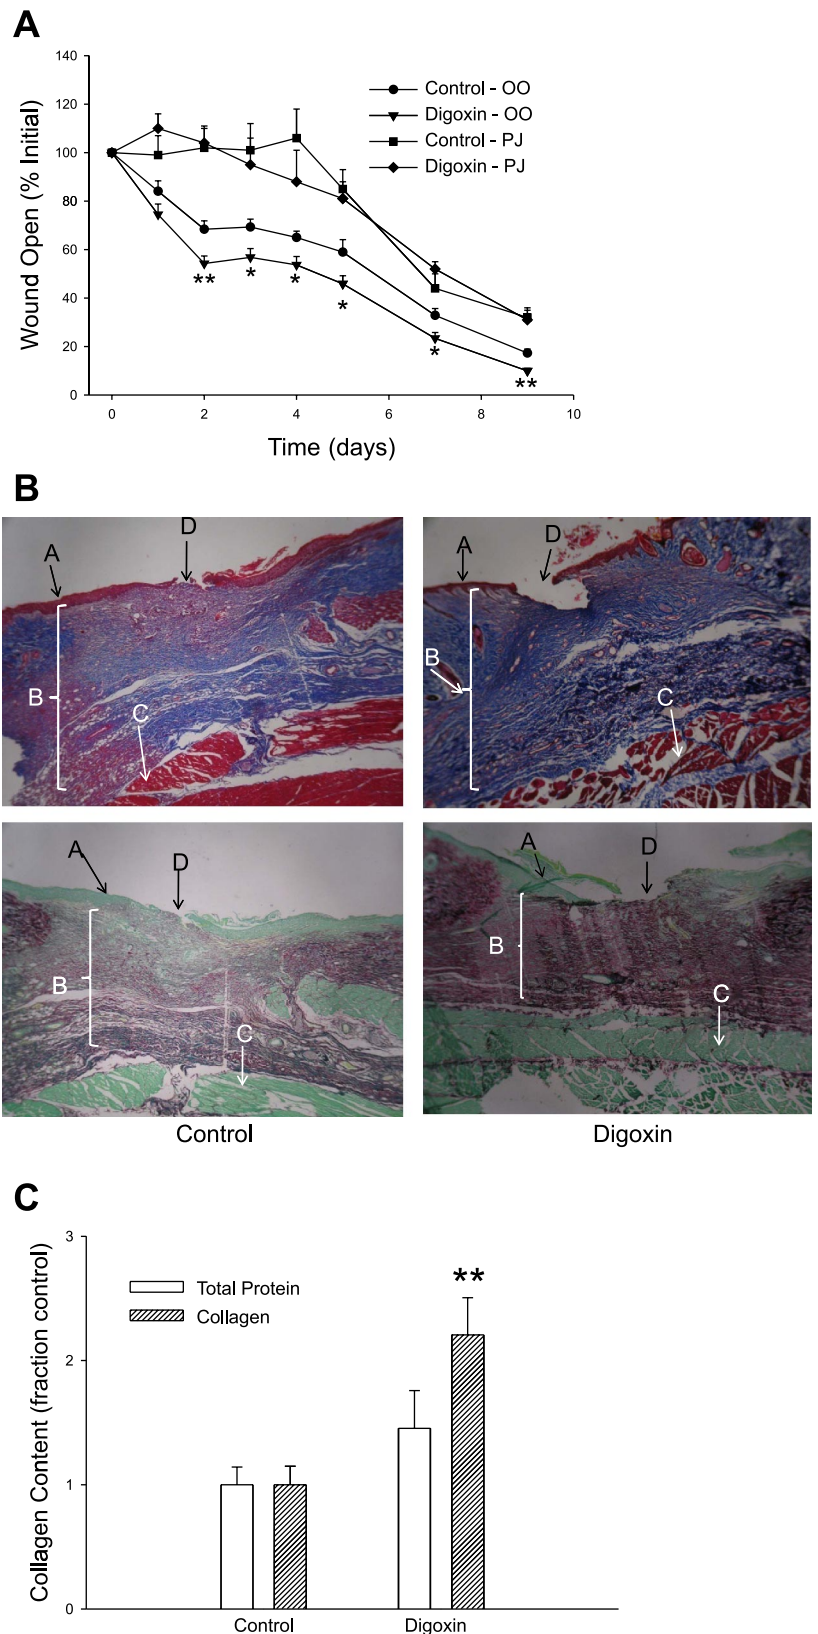 A
140
120
100
80
60
40
20
0
Wound Open (% Initial)
Control - OO
Digoxin - OO
Control - PJ
Digoxin - PJ
**
*
*
*
*
**
0 2 4 6 8 10
Time (days)
B
A
D
B
C
A
D
B
C
A
D
B
C
A
D
B
C
Control
Digoxin
C
3
2
1
0
Collagen Content (fraction control)
Total Protein
Collagen
**
Control
Digoxin